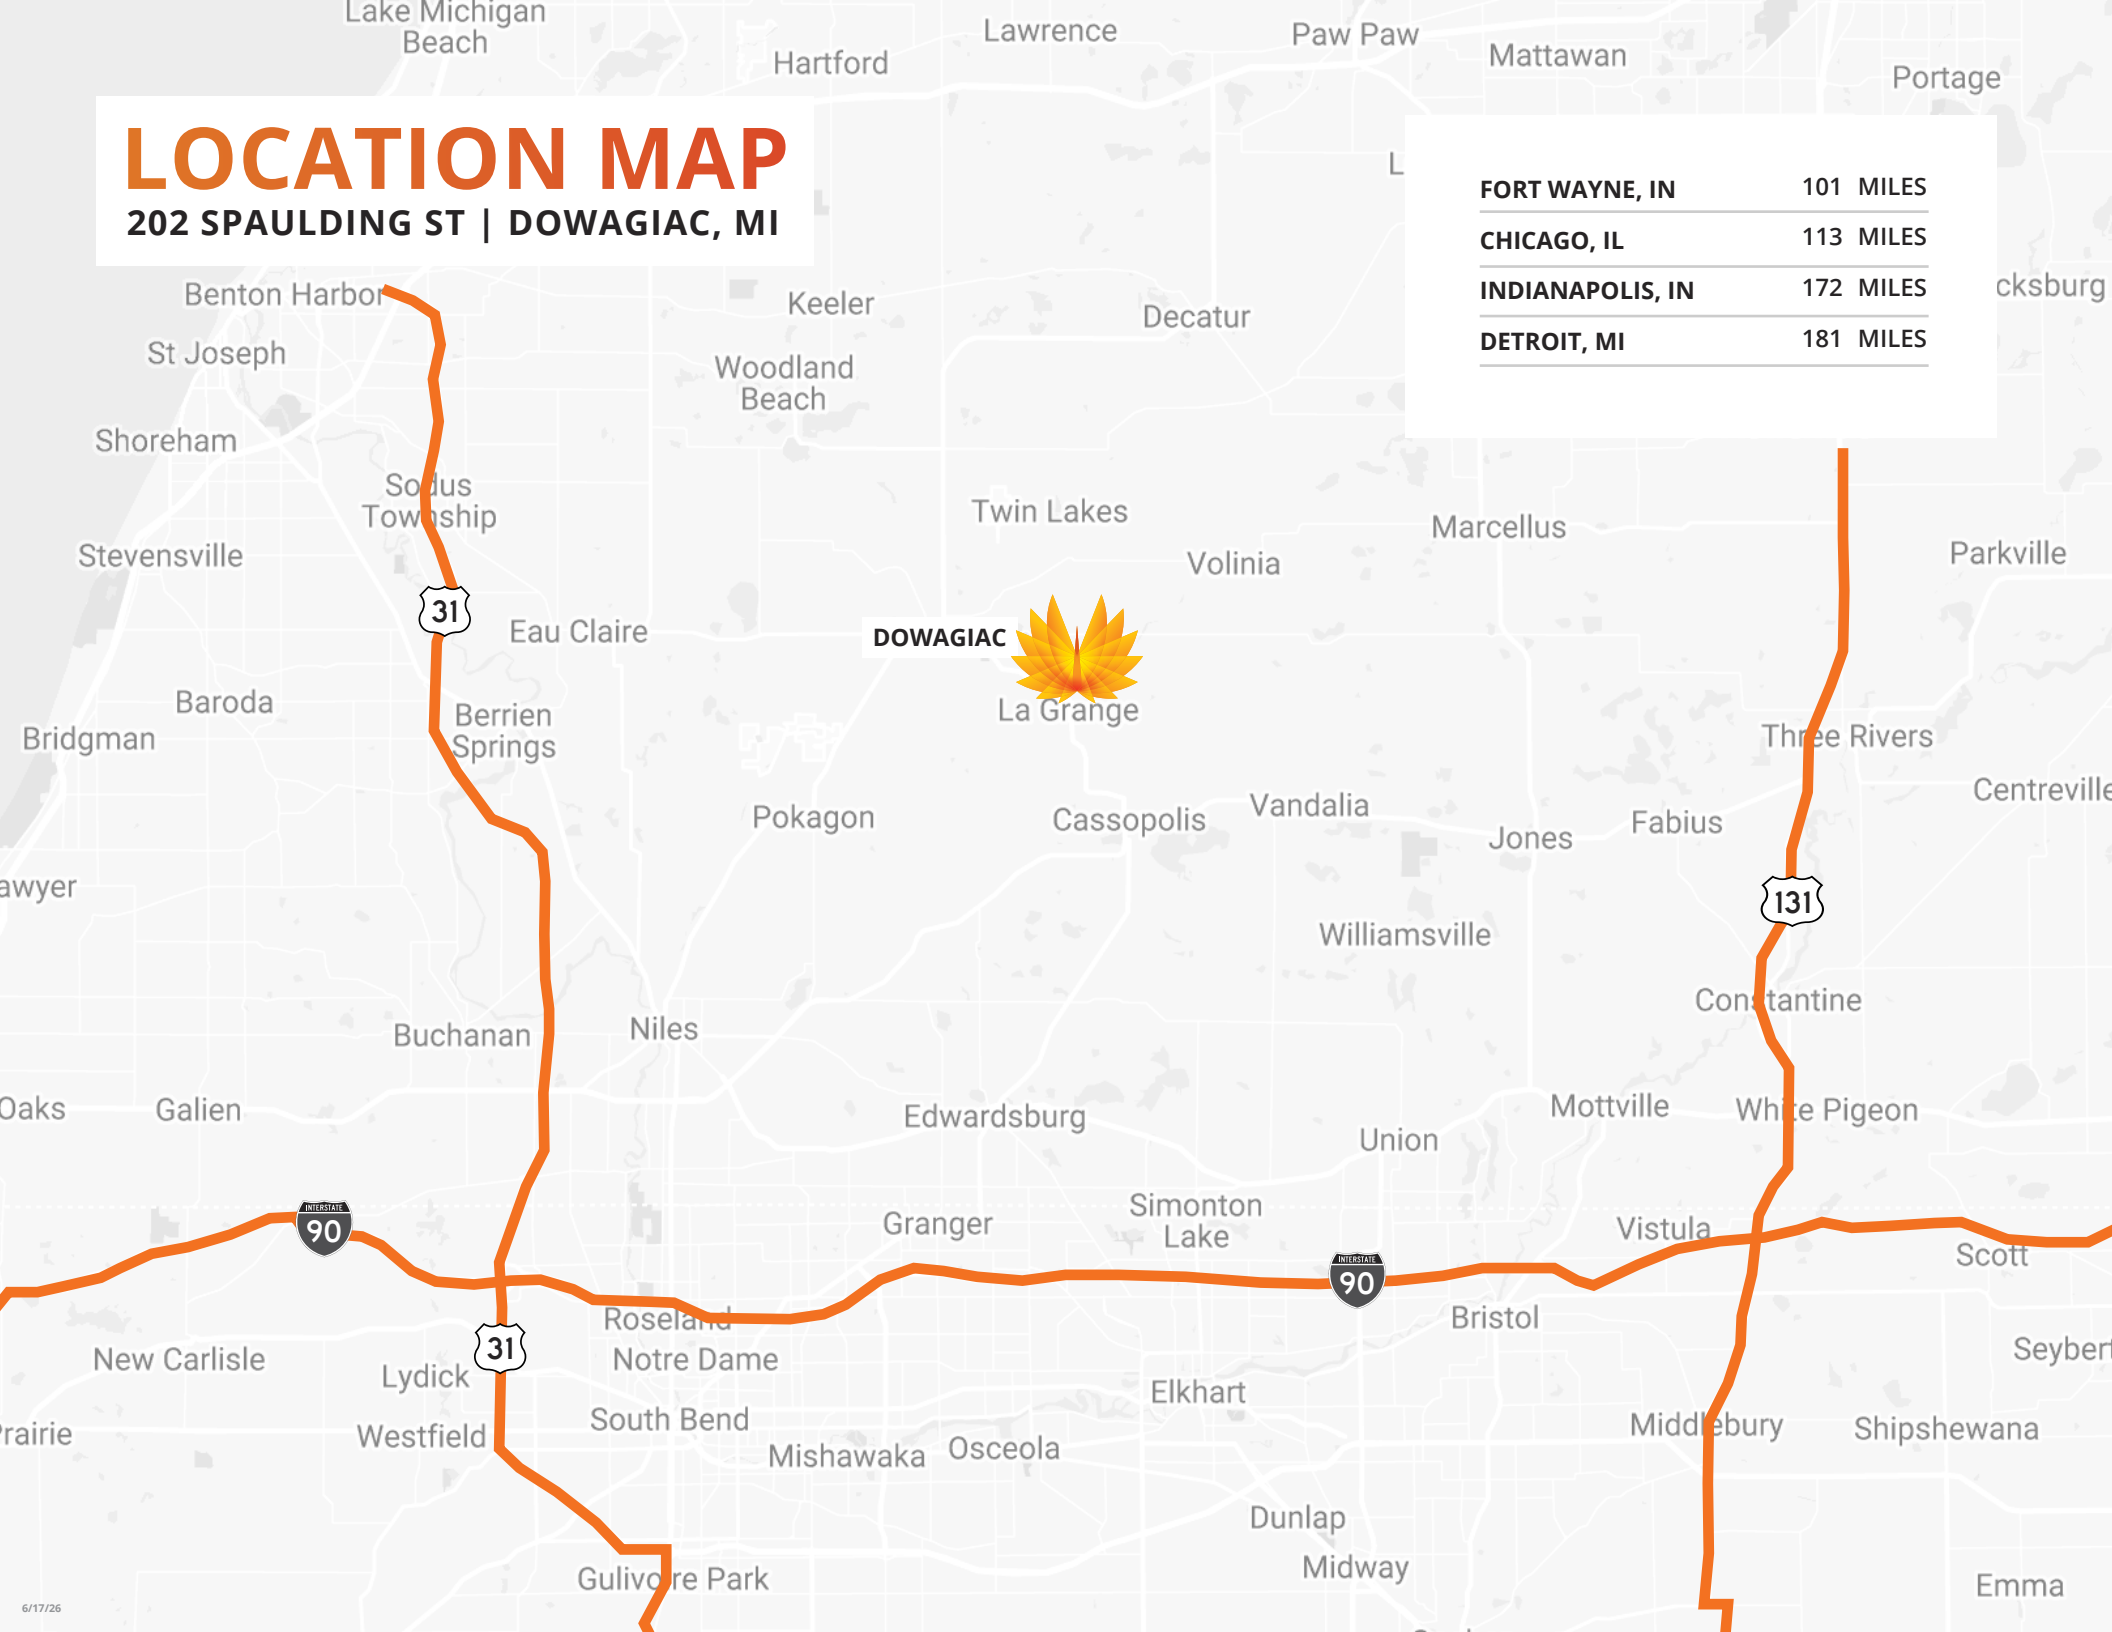 Lake Michigan
Beach
Hartford
Lawrence
Paw Paw
Mattawan
Portage
LOCATION MAP
202 SPAULDING ST | DOWAGIAC, MI
L
FORT WAYNE, IN 101 MILES
CHICAGO, IL 113 MILES
INDIANAPOLIS, IN 172 MILES
DETROIT, MI 181 MILES
Benton Harbor
Keeler
Decatur
cksburg
St Joseph
Woodland
Beach
Shoreham
Sodus
Township
Twin Lakes
Marcellus
Stevensville
Volinia
Parkville
31
Eau Claire
DOWAGIAC
Baroda
Berrien
Springs
La Grange
Bridgman
Three Rivers
Centreville
Pokagon
Cassopolis
Vandalia
Jones
Fabius
awyer
131
Williamsville
Constantine
Buchanan
Niles
Oaks
Galien
Edwardsburg
Mottville
White Pigeon
Union
INTERSTATE
90
Granger
Simonton
Lake
Vistula
Scott
INTERSTATE
90
Roseland
Bristol
31
New Carlisle
Lydick
Notre Dame
Seybert
Elkhart
rairie
Westfield
South Bend
Mishawaka
Osceola
Middlebury
Shipshewana
Dunlap
Midway
Gulivoire Park
Emma
6/17/26